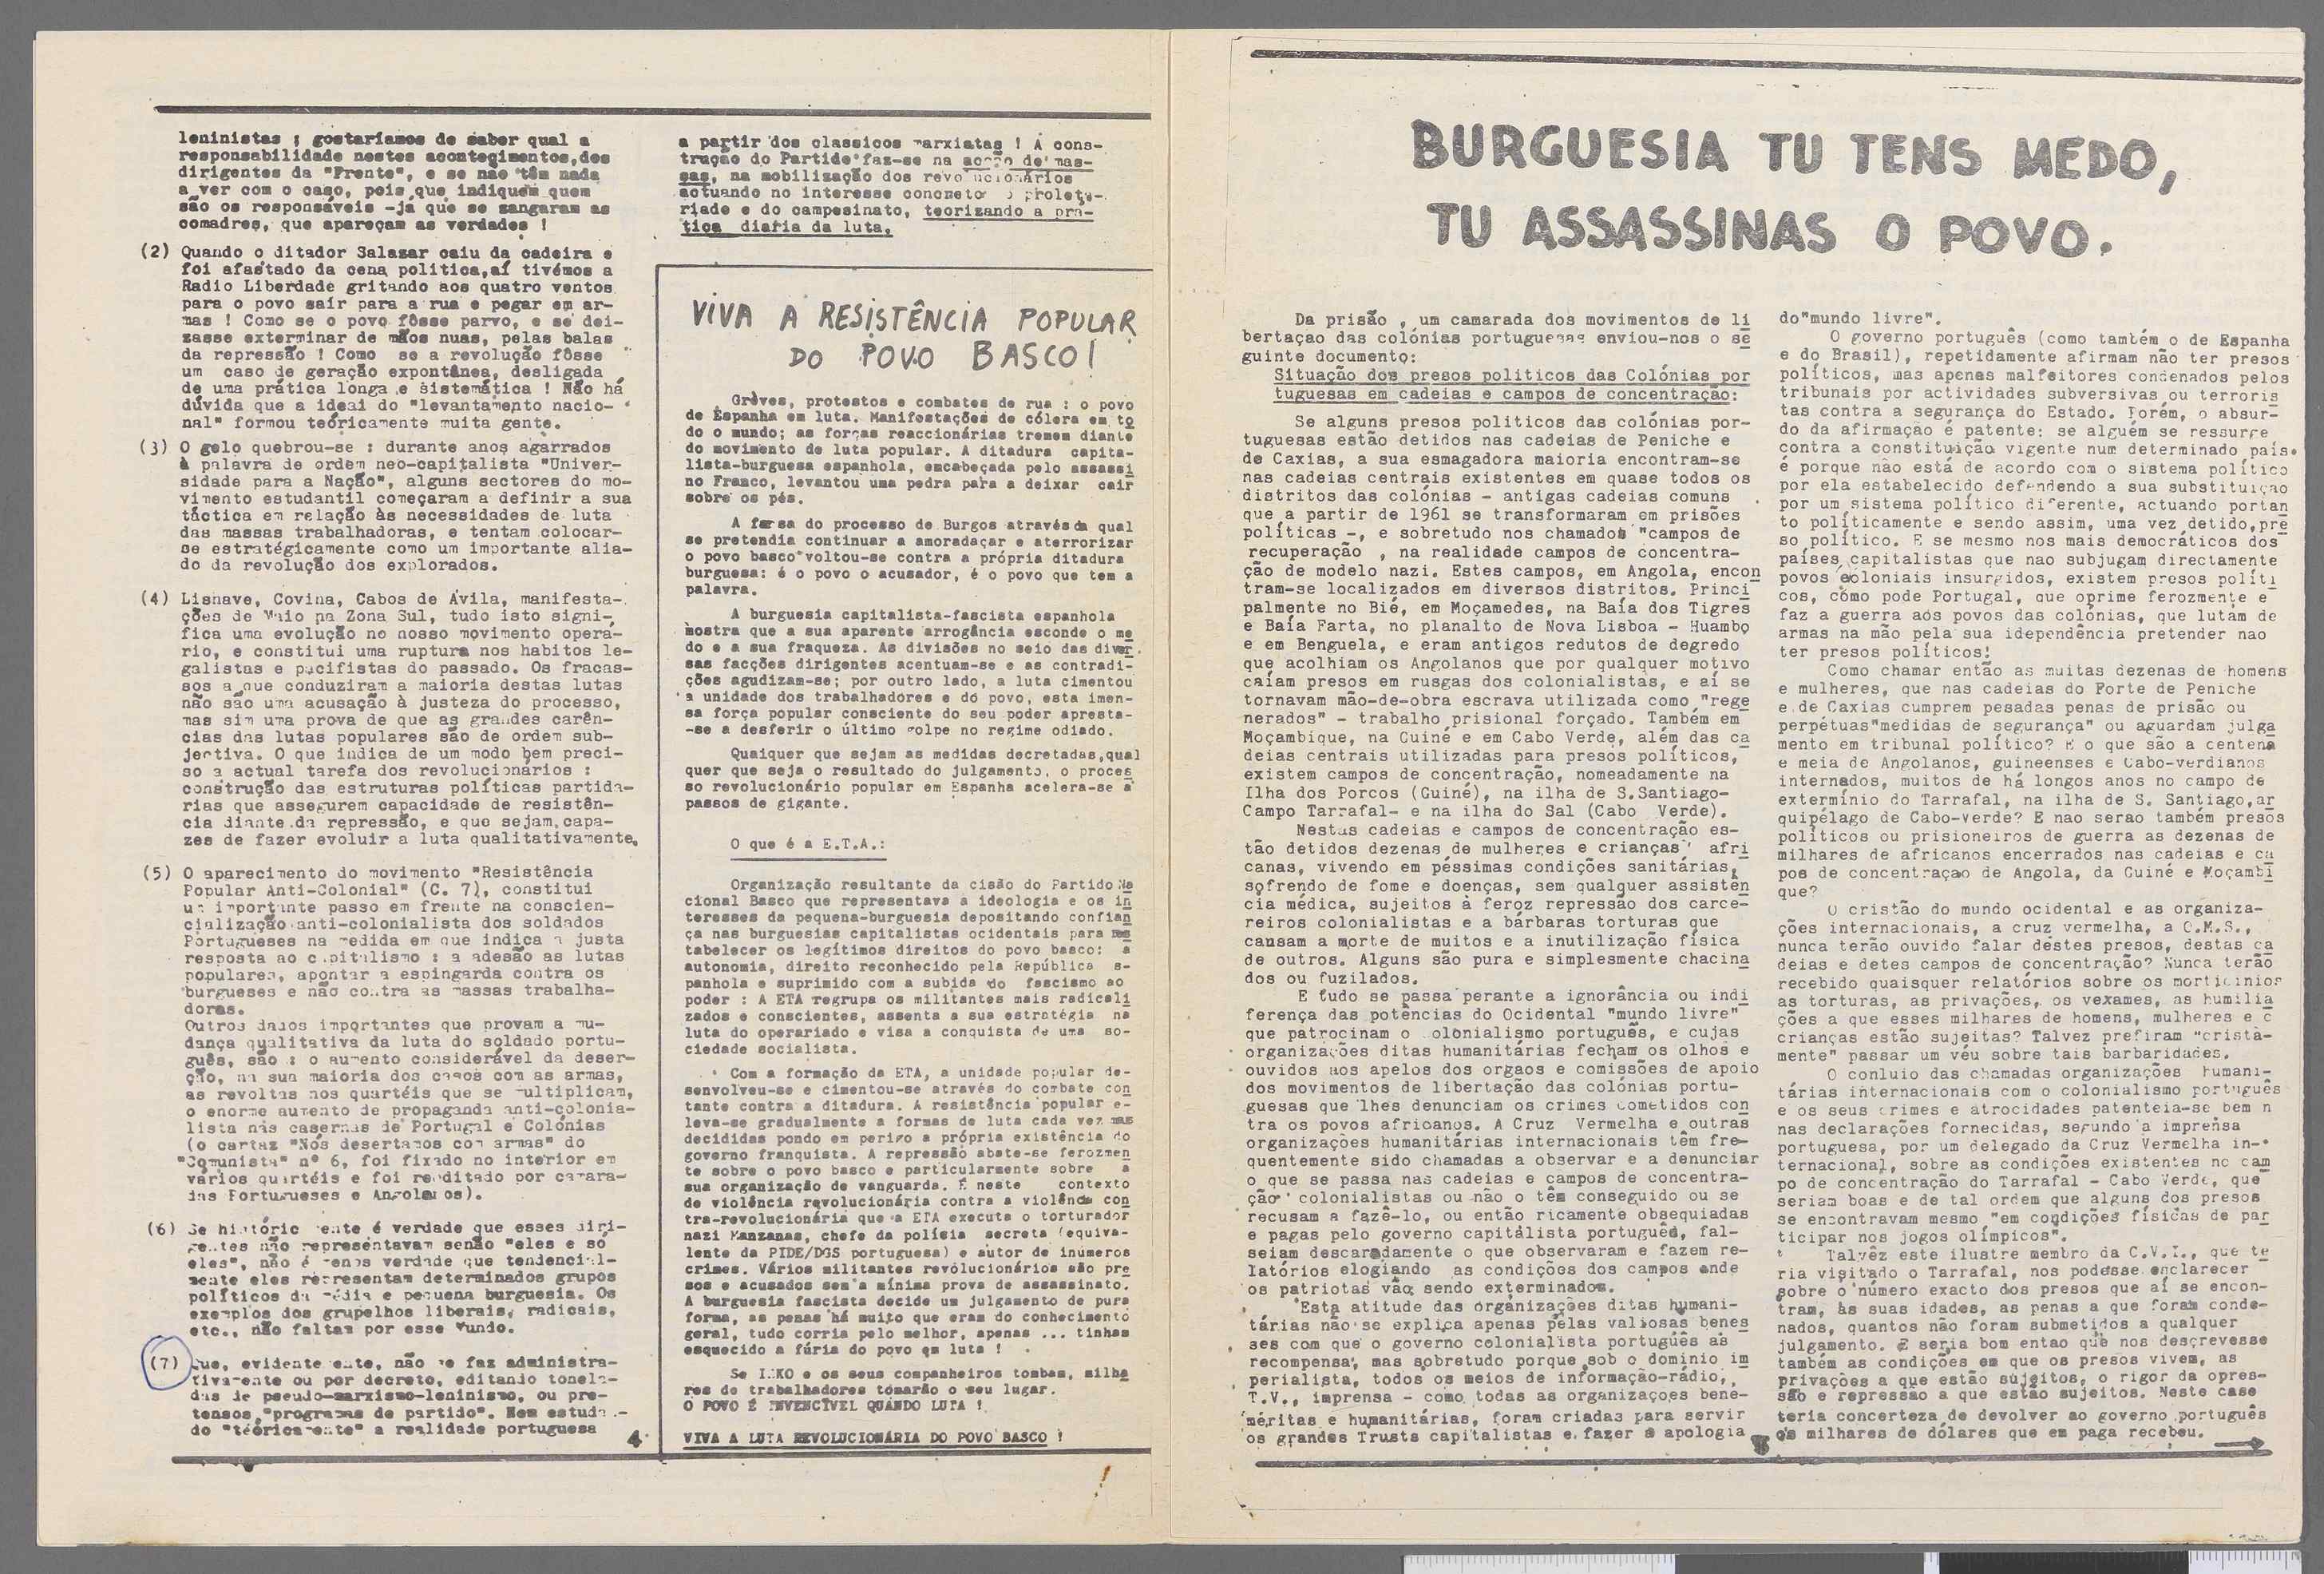 leninistas ; gostaríamos de saber qual a
responsabilidade nestes acontecimentos,dos
dirigentes da "Frente", e se não têm nada
a ver com o caso, pois que indiquem quem
são os responsáveis -já que se zangaram as
comadres, que apareçam as verdades !
(2) Quando o ditador Salazar caiu da cadeira e
foi afastado da cena politica,aí tivémos a
Radio Liberdade gritando aos quatro ventos
para o povo sair para a rua e pegar em ar-
mas ! Como se o povo fôsse parvo, e se dei-
xasse exterminar de mãos nuas, pelas balas
da repressão ! Como se a revolução fôsse
um caso de geração expontânea, desligada
de uma prática longa e sistemática ! Não há
dúvida que a ideai do "levantamento nacio-
nal" formou teóricamente muita gente.
(3) O gelo quebrou-se : durante anos agarrados
à palavra de ordem neo-capitalista "Univer-
sidade para a Nação", alguns sectores do mo-
vimento estudantil começaram a definir a sua
táctica em relação às necessidades de luta
das massas trabalhadoras, e tentam colocar-
se estratégicamente como um importante alia-
do da revolução dos explorados.
(4) Lisnave, Covina, Cabos de Ávila, manifesta-
ções de Maio na Zona Sul, tudo isto signi-
fica uma evolução no nosso movimento operá-
rio, e constitui uma ruptura nos habitos le-
galistas e pacifistas do passado. Os fracas-
sos a que conduziram a maioria destas lutas
não são uma acusação à justeza do processo,
mas sim uma prova de que as grandes carên-
cias das lutas populares são de ordem sub-
jectiva. O que indica de um modo bem preci-
so a actual tarefa dos revolucionários :
construção das estruturas políticas partida-
rias que assegurem capacidade de resistên-
cia diante da repressão, e que sejam capa-
zes de fazer evoluir a luta qualitativamente.
(5) O aparecimento do movimento "Resistência
Popular Anti-Colonial" (C. 7), constitui
um importante passo em frente na conscien-
cialização anti-colonialista dos soldados
Portugueses na medida em que indica a justa
resposta ao capitalismo : a adesão as lutas
populares, apontar a espingarda contra os
burgueses e não contra as massas trabalha-
doras.
Outros dados importantes que provam a mu-
dança qualitativa da luta do soldado portu-
guês, são : o aumento considerável da deser-
ção, na sua maioria dos casos com as armas,
as revoltas nos quartéis que se multiplicam,
o enorme aumento de propaganda anti-colonia-
lista nas casernas de Portugal e Colónias
(o cartaz "Nós desertamos com armas" do
"Comunista" nº 6, foi fixado no interior em
vários quartéis e foi reeditado por camara-
das Portugueses e Angolanos).
(6) Se historicamente é verdade que esses diri-
gentes não representavam senão "eles e só
eles", não é menos verdade que tendencial-
mente eles representam determinados grupos
políticos da média e pequena burguesia. Os
exemplos dos grupelhos liberais, radicais,
etc., não faltam por esse Mundo.
(7) Que, evidentemente, não se faz administra-
tivamente ou por decreto, editando tonela-
das de pseudo-marxismo-leninismo, ou pre-
tensos "programas de partido". Nem estudan-
do "teóricamente" a realidade portuguesa
4
a partir dos classicos marxistas ! A cons-
trução do Partido faz-se na acção de mas-
sas, na mobilização dos revolucionários
actuando no interesse concreto do proleta-
riado e do campesinato, teorizando a pra-
tica diaria da luta.
VIVA A RESISTÊNCIA POPULAR
DO POVO BASCO!
Grèves, protestos e combates de rua : o povo
de Espanha em luta. Manifestações de cólera em to
do o mundo; as forças reaccionárias tremem diante
do movimento de luta popular. A ditadura capita-
lista-burguesa espanhola, encabeçada pelo assassi
no Franco, levantou uma pedra para a deixar cair
sobre os pés.
A farsa do processo de Burgos através da qual
se pretendia continuar a amoradaçar e aterrorizar
o povo basco voltou-se contra a própria ditadura
burguesa: é o povo o acusador, é o povo que tem a
palavra.
A burguesia capitalista-fascista espanhola
mostra que a sua aparente arrogância esconde o me
do e a sua fraqueza. As divisões no seio das diver
sas facções dirigentes acentuam-se e as contradi-
ções agudizam-se; por outro lado, a luta cimentou
a unidade dos trabalhadores e do povo, esta imen-
sa força popular consciente do seu poder apresta-
-se a desferir o último golpe no regime odiado.
Quaiquer que sejam as medidas decretadas,qual
quer que seja o resultado do julgamento, o proces
so revolucionário popular em Espanha acelera-se a
passos de gigante.
O que é a E.T.A.:
Organização resultante da cisão do Partido Na
cional Basco que representava a ideologia e os in
teresses da pequena-burguesia depositando confian
ça nas burguesias capitalistas ocidentais para res
tabelecer os legítimos direitos do povo basco: a
autonomia, direito reconhecido pela República s-
panhola e suprimido com a subida do fascismo ao
poder : A ETA regrupa os militantes mais radicali
zados e conscientes, assenta a sua estratégia na
luta do operariado e visa a conquista de uma so-
ciedade socialista.
Com a formação da ETA, a unidade popular de-
senvolveu-se e cimentou-se através do combate con
tante contra a ditadura. A resistência popular e-
leva-se gradualmente a formas de luta cada vez mas
decididas pondo em perigo a própria existência do
governo franquista. A repressão abate-se ferozmen
te sobre o povo basco e particularmente sobre a
sua organização de vanguarda. É neste contexto
de violência revolucionária contra a violência con
tra-revolucionária que a ETA executa o torturador
nazi Manzanas, chefe da polícia secreta (equiva-
lente da PIDE/DGS portuguesa) e autor de inúmeros
crimes. Vários militantes revolucionários são pre
sos e acusados sem a mínima prova de assassinato.
A burguesia fascista decide um julgamento de pura
forma, as penas há muito que eram do conhecimento
geral, tudo corria pelo melhor, apenas ... tinham
esquecido a fúria do povo em luta !
Se IZKO e os seus companheiros tombam, milha
res de trabalhadores tomarão o seu lugar.
O POVO É INVENCÍVEL QUANDO LUTA !
VIVA A LUTA REVOLUCIONÁRIA DO POVO BASCO !
BURGUESIA TU TENS MEDO,
TU ASSASSINAS O POVO.
Da prisão , um camarada dos movimentos de li
bertaçao das colónias portuguesas enviou-nos o se
guinte documento:
Situação dos presos politicos das Colónias por
tuguesas em cadeias e campos de concentração:
Se alguns presos politicos das colónias por-
tuguesas estão detidos nas cadeias de Peniche e
de Caxias, a sua esmagadora maioria encontram-se
nas cadeias centrais existentes em quase todos os
distritos das colónias - antigas cadeias comuns
que a partir de 1961 se transformaram em prisões
políticas -, e sobretudo nos chamados "campos de
recuperação , na realidade campos de concentra-
ção de modelo nazi. Estes campos, em Angola, encon
tram-se localizados em diversos distritos. Princi
palmente no Bié, em Moçamedes, na Baía dos Tigres
e Baía Farta, no planalto de Nova Lisboa - Huambo
e em Benguela, e eram antigos redutos de degredo
que acolhiam os Angolanos que por qualquer motivo
caíam presos em rusgas dos colonialistas, e aí se
tornavam mão-de-obra escrava utilizada como "rege
nerados" - trabalho prisional forçado. Também em
Moçambique, na Guiné e em Cabo Verde, além das ca
deias centrais utilizadas para presos políticos,
existem campos de concentração, nomeadamente na
Ilha dos Porcos (Guiné), na ilha de S.Santiago-
Campo Tarrafal- e na ilha do Sal (Cabo Verde).
Nestas cadeias e campos de concentração es-
tão detidos dezenas de mulheres e crianças afri
canas, vivendo em péssimas condições sanitárias,
sofrendo de fome e doenças, sem qualquer assistên
cia médica, sujeitos à feroz repressão dos carce-
reiros colonialistas e a bárbaras torturas que
causam a morte de muitos e a inutilização física
de outros. Alguns são pura e simplesmente chacina
dos ou fuzilados.
E tudo se passa perante a ignorância ou indi
ferença das potências do Ocidental "mundo livre"
que patrocinam o colonialismo português, e cujas
organizações ditas humanitárias fecham os olhos e
ouvidos aos apelos dos orgaos e comissões de apoio
dos movimentos de libertação das colónias portu-
guesas que lhes denunciam os crimes cometidos con
tra os povos africanos. A Cruz Vermelha e outras
organizações humanitárias internacionais têm fre-
quentemente sido chamadas a observar e a denunciar
o que se passa nas cadeias e campos de concentra-
ção colonialistas ou não o têm conseguido ou se
recusam a fazê-lo, ou então ricamente obsequiadas
e pagas pelo governo capitalista português, fal-
seiam descaradamente o que observaram e fazem re-
latórios elogiando as condições dos campos onde
os patriotas vão sendo exterminados.
Esta atitude das organizações ditas humani-
tárias não se explica apenas pelas valiosas benes
ses com que o governo colonialista português as
recompensa, mas sobretudo porque sob o domínio im
perialista, todos os meios de informação-rádio,
T.V., imprensa - como todas as organizações bene-
méritas e humanitárias, foram criadas para servir
os grandes Trusts capitalistas e fazer a apologia
do"mundo livre".
O governo português (como também o de Espanha
e do Brasil), repetidamente afirmam não ter presos
políticos, mas apenas malfeitores condenados pelos
tribunais por actividades subversivas ou terroris
tas contra a segurança do Estado. Porém, o absur-
do da afirmação é patente: se alguém se ressurge
contra a constituição vigente num determinado país.
é porque não está de acordo com o sistema político
por ela estabelecido defendendo a sua substituiçao
por um sistema político diferente, actuando portan
to políticamente e sendo assim, uma vez detido,pre
so político. E se mesmo nos mais democráticos dos
países capitalistas que nao subjugam directamente
povos coloniais insurgidos, existem presos políti
cos, como pode Portugal, que oprime ferozmente e
faz a guerra aos povos das colónias, que lutam de
armas na mão pela sua idependência pretender nao
ter presos políticos!
Como chamar então as muitas dezenas de homens
e mulheres, que nas cadeias do Forte de Peniche
e de Caxias cumprem pesadas penas de prisão ou
perpétuas"medidas de segurança" ou aguardam julga
mento em tribunal político? E o que são a centena
e meia de Angolanos, guineenses e Cabo-verdianos
internados, muitos de há longos anos no campo de
extermínio do Tarrafal, na ilha de S. Santiago,ar
quipélago de Cabo-Verde? E nao serao também presos
políticos ou prisioneiros de guerra as dezenas de
milhares de africanos encerrados nas cadeias e ca
pos de concentraçao de Angola, da Guiné e Moçambi
que?
O cristão do mundo ocidental e as organiza-
ções internacionais, a cruz vermelha, a O.M.S.,
nunca terão ouvido falar destes presos, destas ca
deias e detes campos de concentração? Nunca terão
recebido quaisquer relatórios sobre os morticinios
as torturas, as privações, os vexames, as humilia
ções a que esses milhares de homens, mulheres e c
crianças estão sujeitas? Talvez prefiram "cristã-
mente" passar um véu sobre tais barbaridades.
O conluio das chamadas organizações humani-
tárias internacionais com o colonialismo português
e os seus crimes e atrocidades patenteia-se bem n
nas declarações fornecidas, segundo a imprensa
portuguesa, por um delegado da Cruz Vermelha in-
ternacional, sobre as condições existentes no cam
po de concentração do Tarrafal - Cabo Verde, que
seriam boas e de tal ordem que alguns dos presos
se encontravam mesmo "em condições físicas de par
ticipar nos jogos olímpicos".
Talvêz este ilustre membro da C.V.I., que te
ria visitado o Tarrafal, nos podesse enclarecer
sobre o número exacto dos presos que aí se encon-
tram, às suas idades, as penas a que foram conde-
nados, quantos não foram submetidos a qualquer
julgamento. E seria bom entao que nos descrevesse
também as condições em que os presos vivem, as
privações a que estão sujeitos, o rigor da opres-
são e repressao a que estão sujeitos. Neste case
teria concerteza de devolver ao governo português
os milhares de dólares que em paga recebeu.